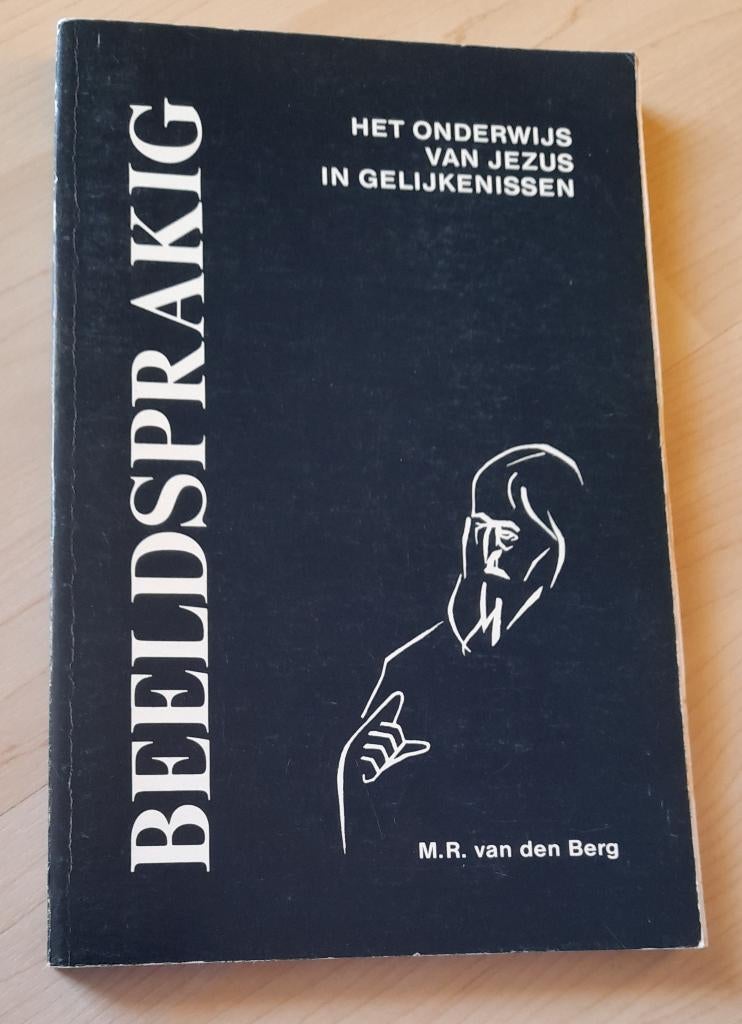 BEELDSPRAKIG
HET ONDERWIJS
VAN JEZUS
IN GELIJKENISSEN
M.R. van den Berg